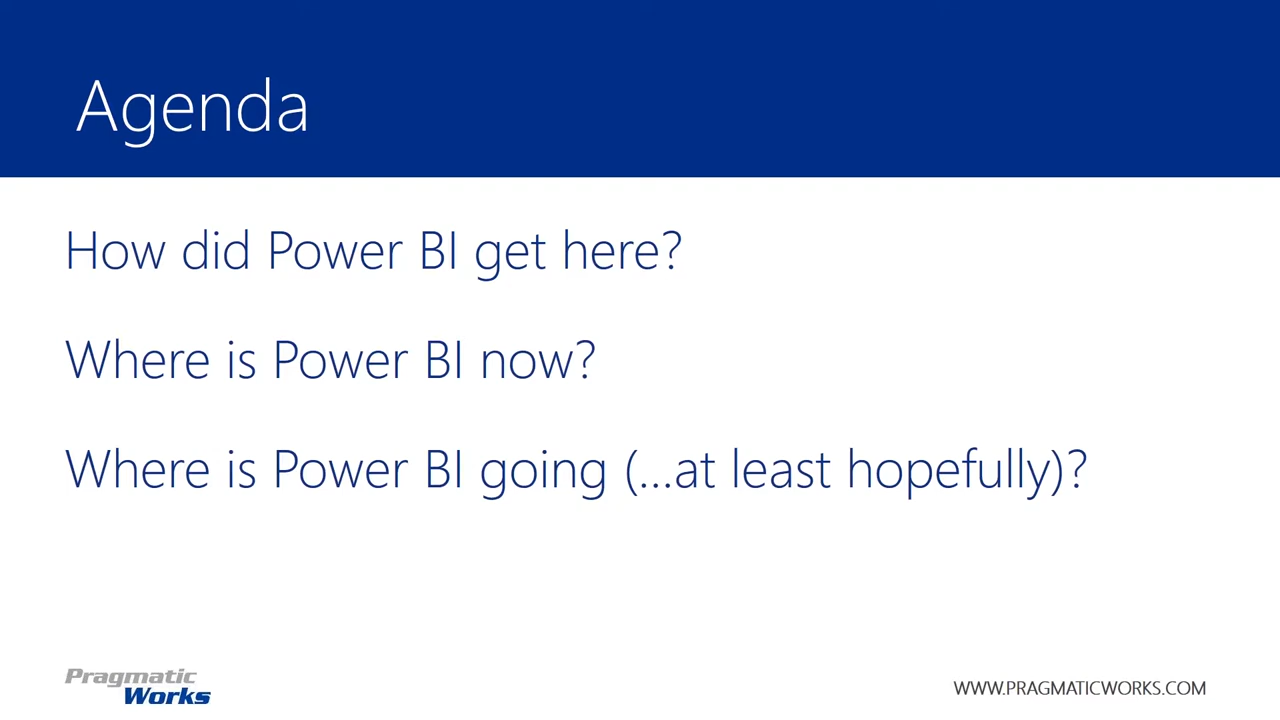 Agenda
How did Power BI get here?
Where is Power BI now?
Where is Power BI going (...at least hopefully)?
Pragmatic
Works
WWW.PRAGMATICWORKS.COM